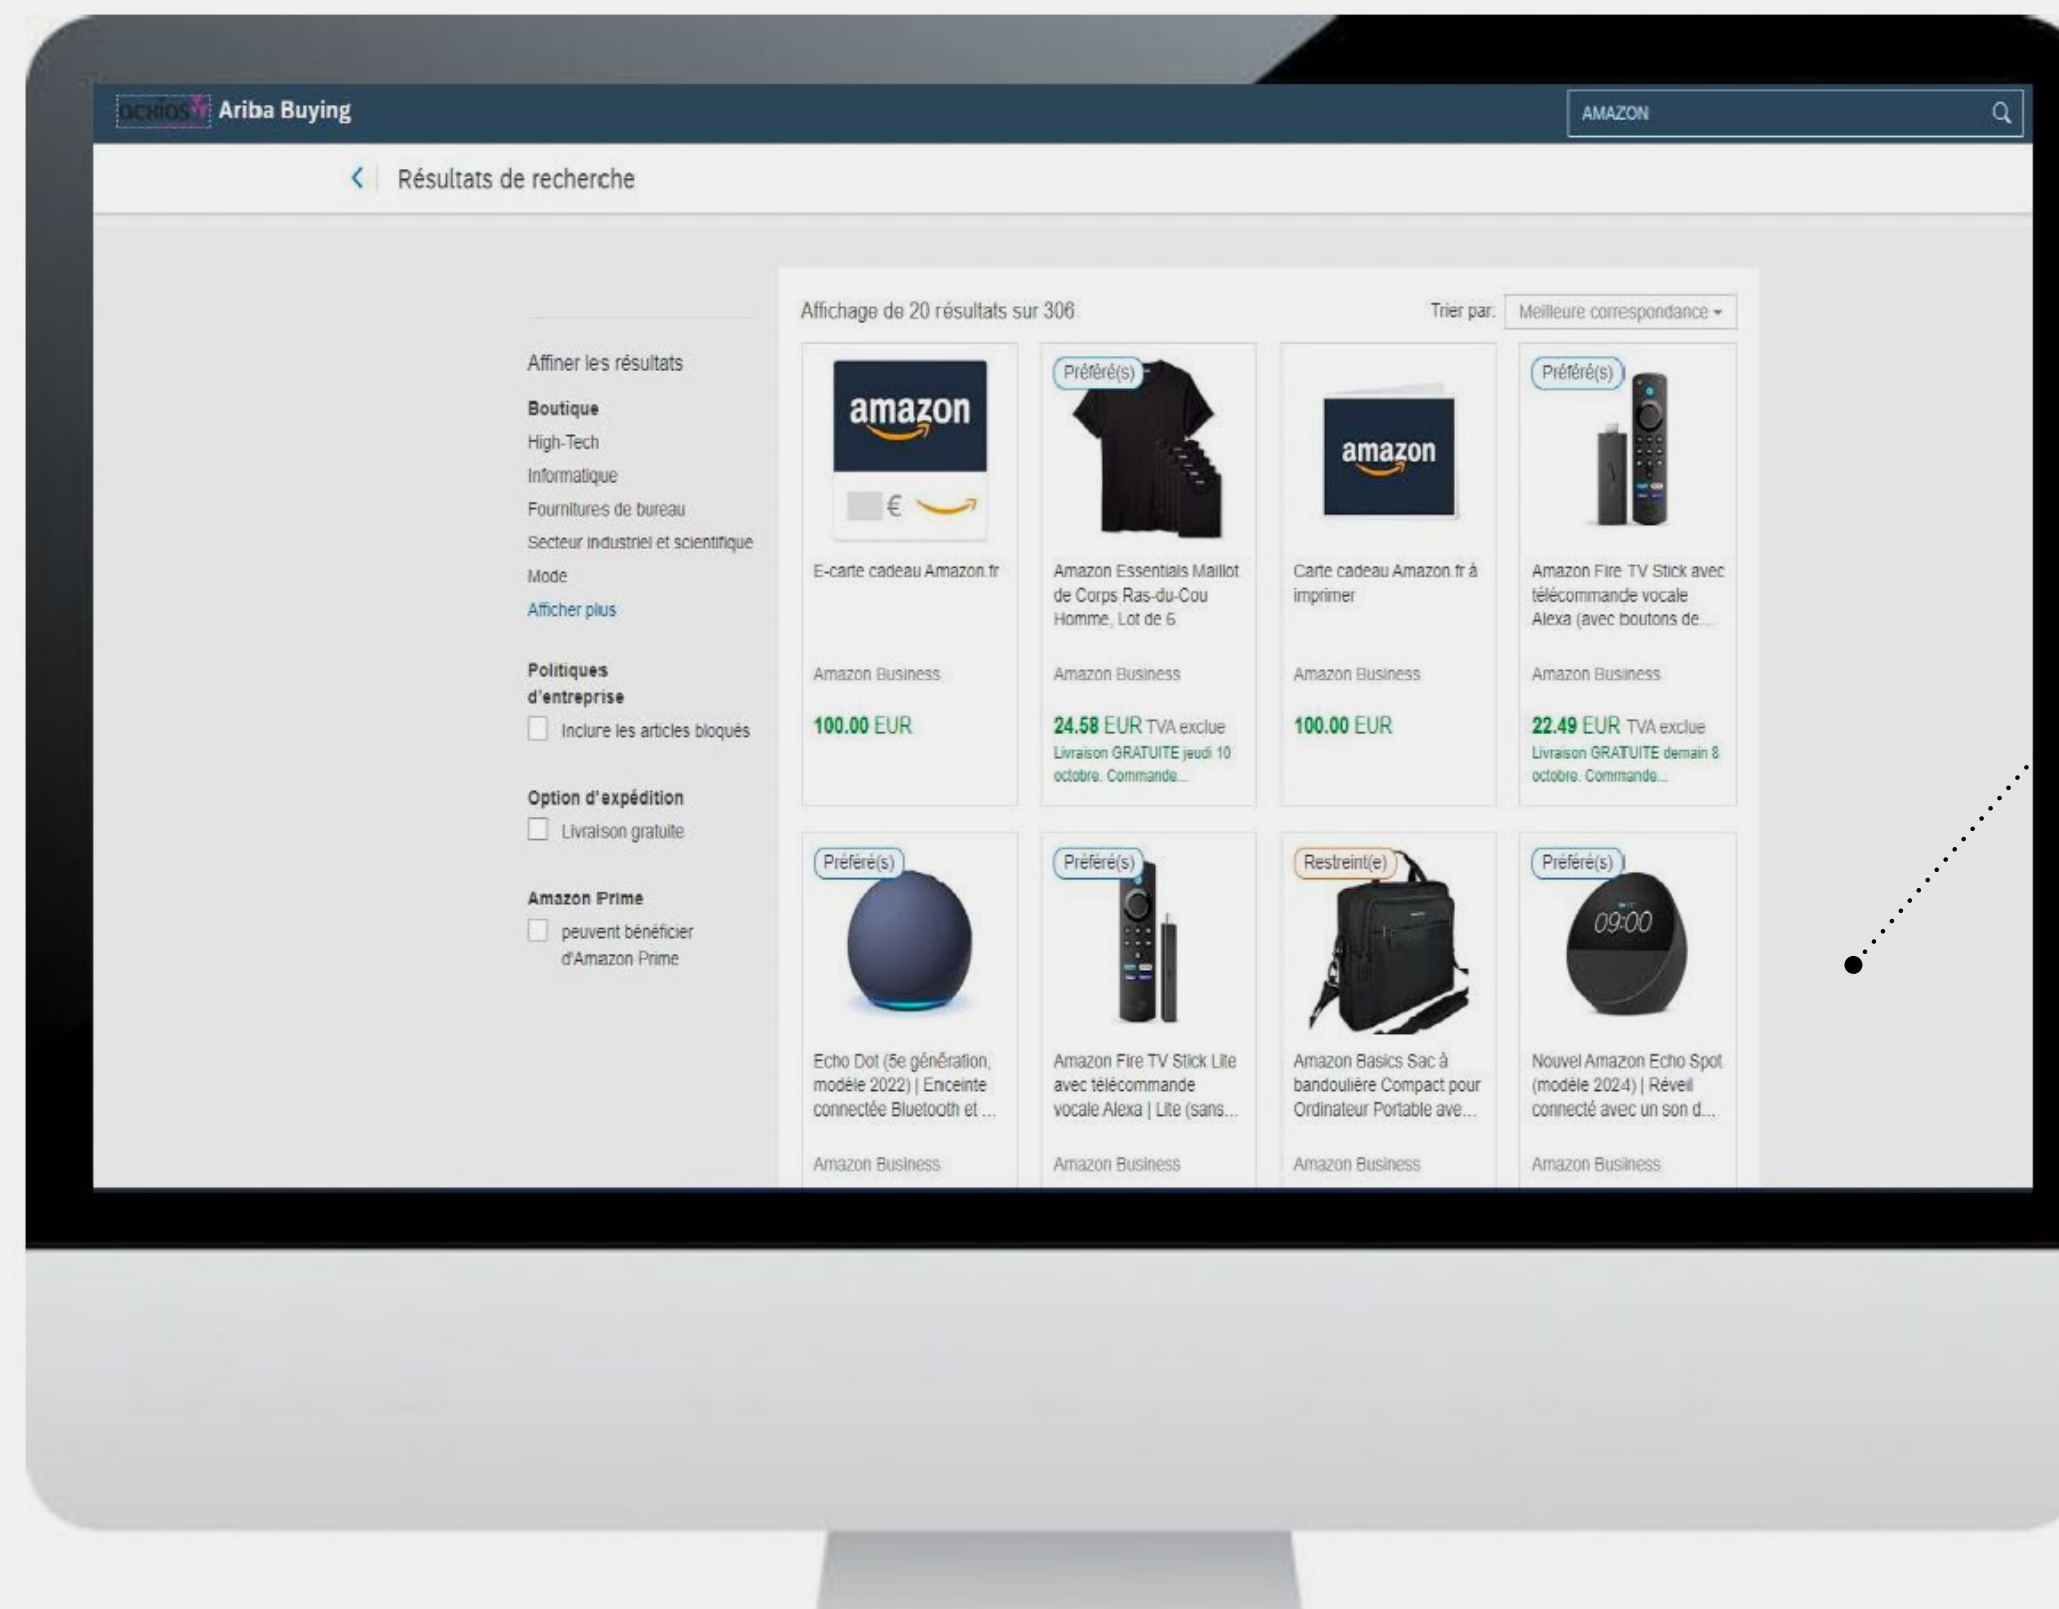 acxias Ariba Buying
AMAZON
Résultats de recherche
Affiner les résultats
Boutique
High-Tech
Informatique
Fournitures de bureau
Secteur industriel et scientifique
Mode
Afficher plus
Politiques
d'entreprise
Inclure les articles bloqués
Option d'expédition
Livraison gratuite
Amazon Prime
peuvent bénéficier
d'Amazon Prime
Affichage de 20 résultats sur 306
Trier par: Meilleure correspondance
amazon
€
E-carte cadeau Amazon.fr
Amazon Business
100.00 EUR
Préféré(s)
Amazon Essentials Maillot
de Corps Ras-du-Cou
Homme, Lot de 6
Amazon Business
24.58 EUR TVA exclue
Livraison GRATUITE jeudi 10
octobre. Commande...
amazon
Carte cadeau Amazon.fr à
imprimer
Amazon Business
100.00 EUR
Préféré(s)
Amazon Fire TV Stick avec
télécommande vocale
Alexa (avec boutons de...
Amazon Business
22.49 EUR TVA exclue
Livraison GRATUITE demain 8
octobre. Commande...
Préféré(s)
Echo Dot (5e génération,
modèle 2022) | Enceinte
connectée Bluetooth et ...
Amazon Business
Préféré(s)
Amazon Fire TV Stick Lite
avec télécommande
vocale Alexa | Lite (sans...
Amazon Business
Restreint(e)
Amazon Basics Sac à
bandoulière Compact pour
Ordinateur Portable ave...
Amazon Business
Préféré(s)
09:00
Nouvel Amazon Echo Spot
(modèle 2024) | Réveil
connecté avec un son d...
Amazon Business